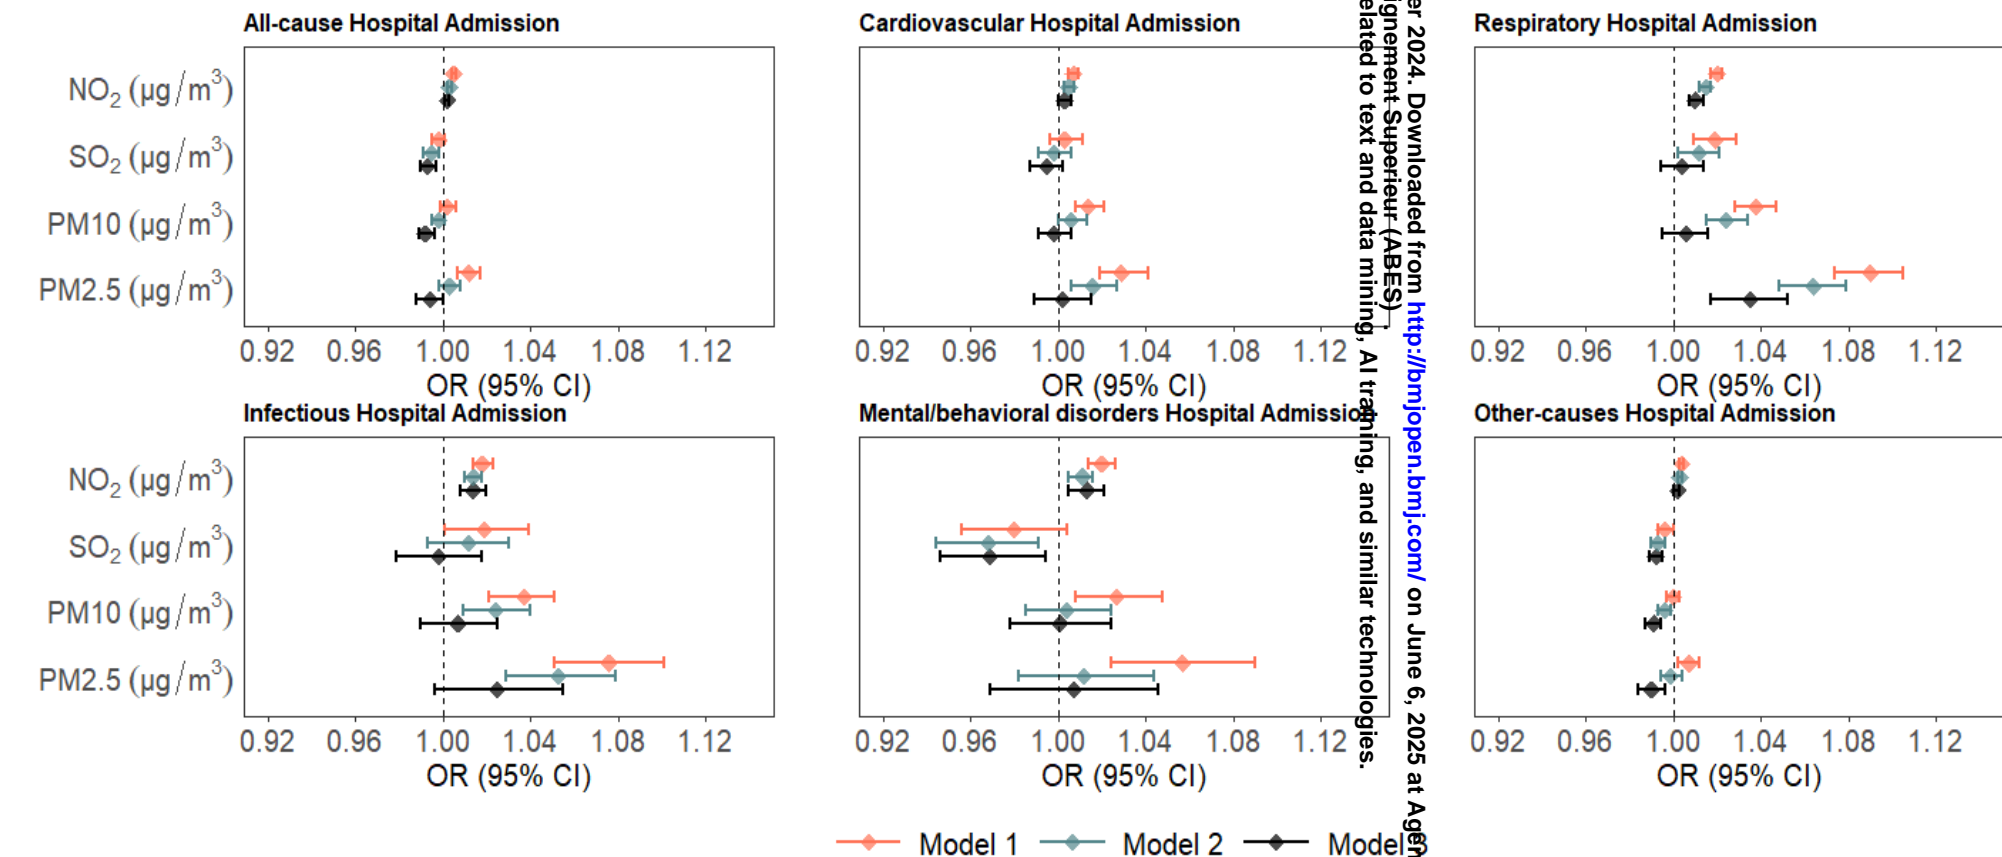 All-cause Hospital Admission
Cardiovascular Hospital Admission
Respiratory Hospital Admission
NO₂ (µg/m³)
SO₂ (µg/m³)
PM10 (µg/m³)
PM2.5 (µg/m³)
0.92 0.96 1.00 1.04 1.08 1.12
OR (95% CI)
0.92 0.96 1.00 1.04 1.08 1.12
OR (95% CI)
0.92 0.96 1.00 1.04 1.08 1.12
OR (95% CI)
Infectious Hospital Admission
Mental/behavioral disorders Hospital Admission
Other-causes Hospital Admission
NO₂ (µg/m³)
SO₂ (µg/m³)
PM10 (µg/m³)
PM2.5 (µg/m³)
0.92 0.96 1.00 1.04 1.08 1.12
OR (95% CI)
0.92 0.96 1.00 1.04 1.08 1.12
OR (95% CI)
0.92 0.96 1.00 1.04 1.08 1.12
OR (95% CI)
Model 1 Model 2 Model
er 2024. Downloaded from http://bmjopen.bmj.com/ on June 6, 2025 at Agen
ignement Superieur (ABES) .
elated to text and data mining, AI training, and similar technologies.